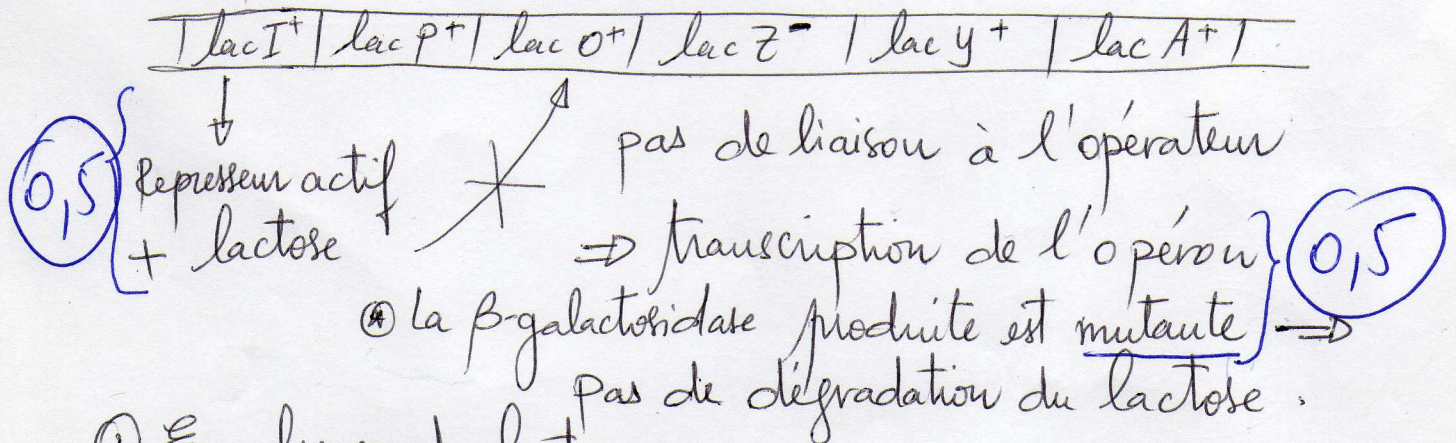 | lac I⁺ | lac P⁺ | lac O⁺ | lac Z⁻ | lac y⁺ | lac A⁺ |
pas de liaison à l'opérateur
0,5 Represseur actif
+ lactose
⇒ transcription de l'opéron 0,5
* La β-galactosidase produite est mutante ⇒
pas de dégradation du lactose.